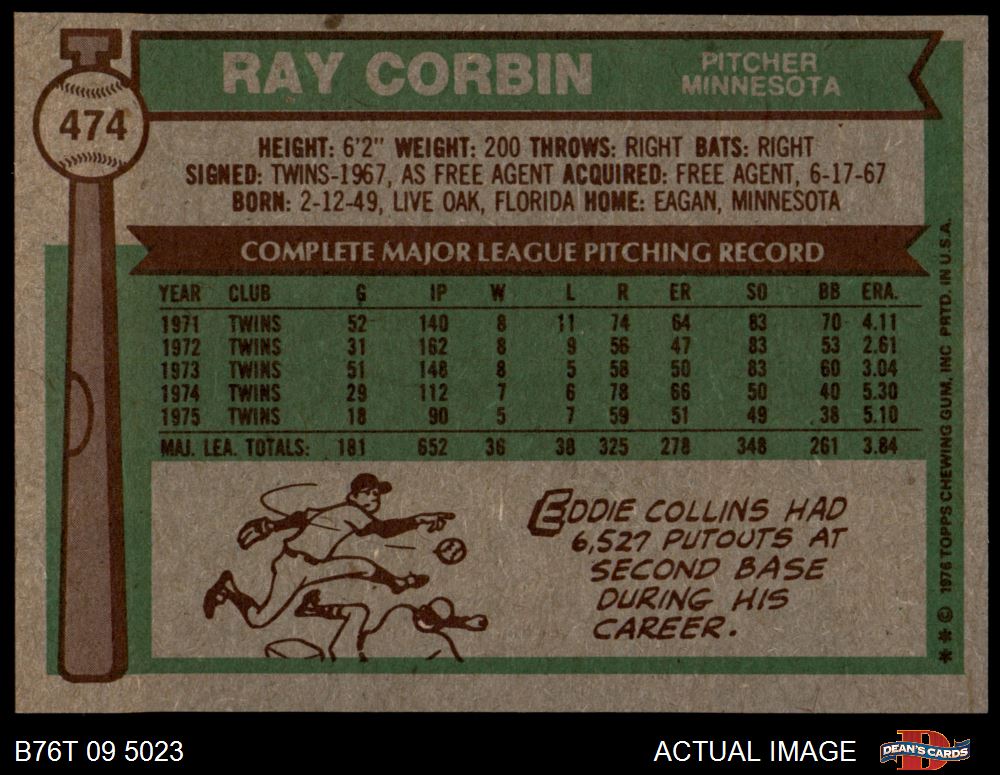 474
RAY CORBIN
PITCHER
MINNESOTA
HEIGHT: 6'2" WEIGHT: 200 THROWS: RIGHT BATS: RIGHT
SIGNED: TWINS-1967, AS FREE AGENT ACQUIRED: FREE AGENT, 6-17-67
BORN: 2-12-49, LIVE OAK, FLORIDA HOME: EAGAN, MINNESOTA
COMPLETE MAJOR LEAGUE PITCHING RECORD
YEAR CLUB G IP W L R ER SO BB ERA.
1971 TWINS 52 140 8 11 74 64 83 70 4.11
1972 TWINS 31 162 8 9 56 47 83 53 2.61
1973 TWINS 51 148 8 5 58 50 83 60 3.04
1974 TWINS 29 112 7 6 78 66 50 40 5.30
1975 TWINS 18 90 5 7 59 51 49 38 5.10
MAJ. LEA. TOTALS: 181 652 36 38 325 278 348 261 3.84
EDDIE COLLINS HAD
6,527 PUTOUTS AT
SECOND BASE
DURING HIS
CAREER.
** © 1976 TOPPS CHEWING GUM, INC. PRTD. IN U.S.A.
B76T 09 5023
ACTUAL IMAGE
D
DEAN'S CARDS